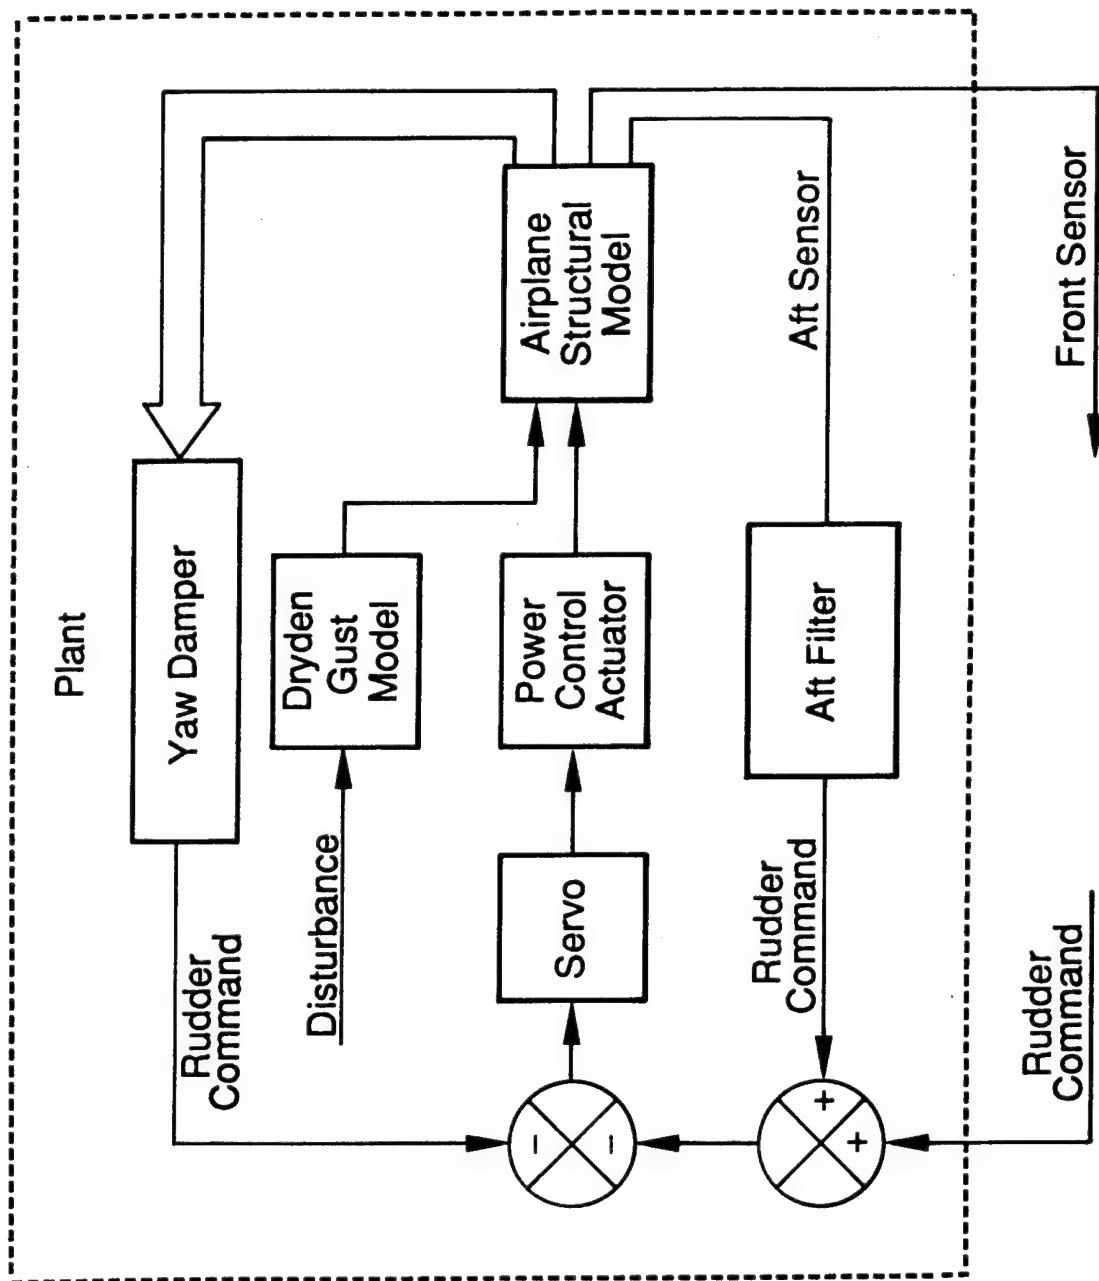 Plant
Yaw Damper
Rudder
Command
Disturbance
Dryden
Gust
Model
Servo
Power
Control
Actuator
Airplane
Structural
Model
−
−
+
+
Rudder
Command
Aft Filter
Aft Sensor
Rudder
Command
Front Sensor